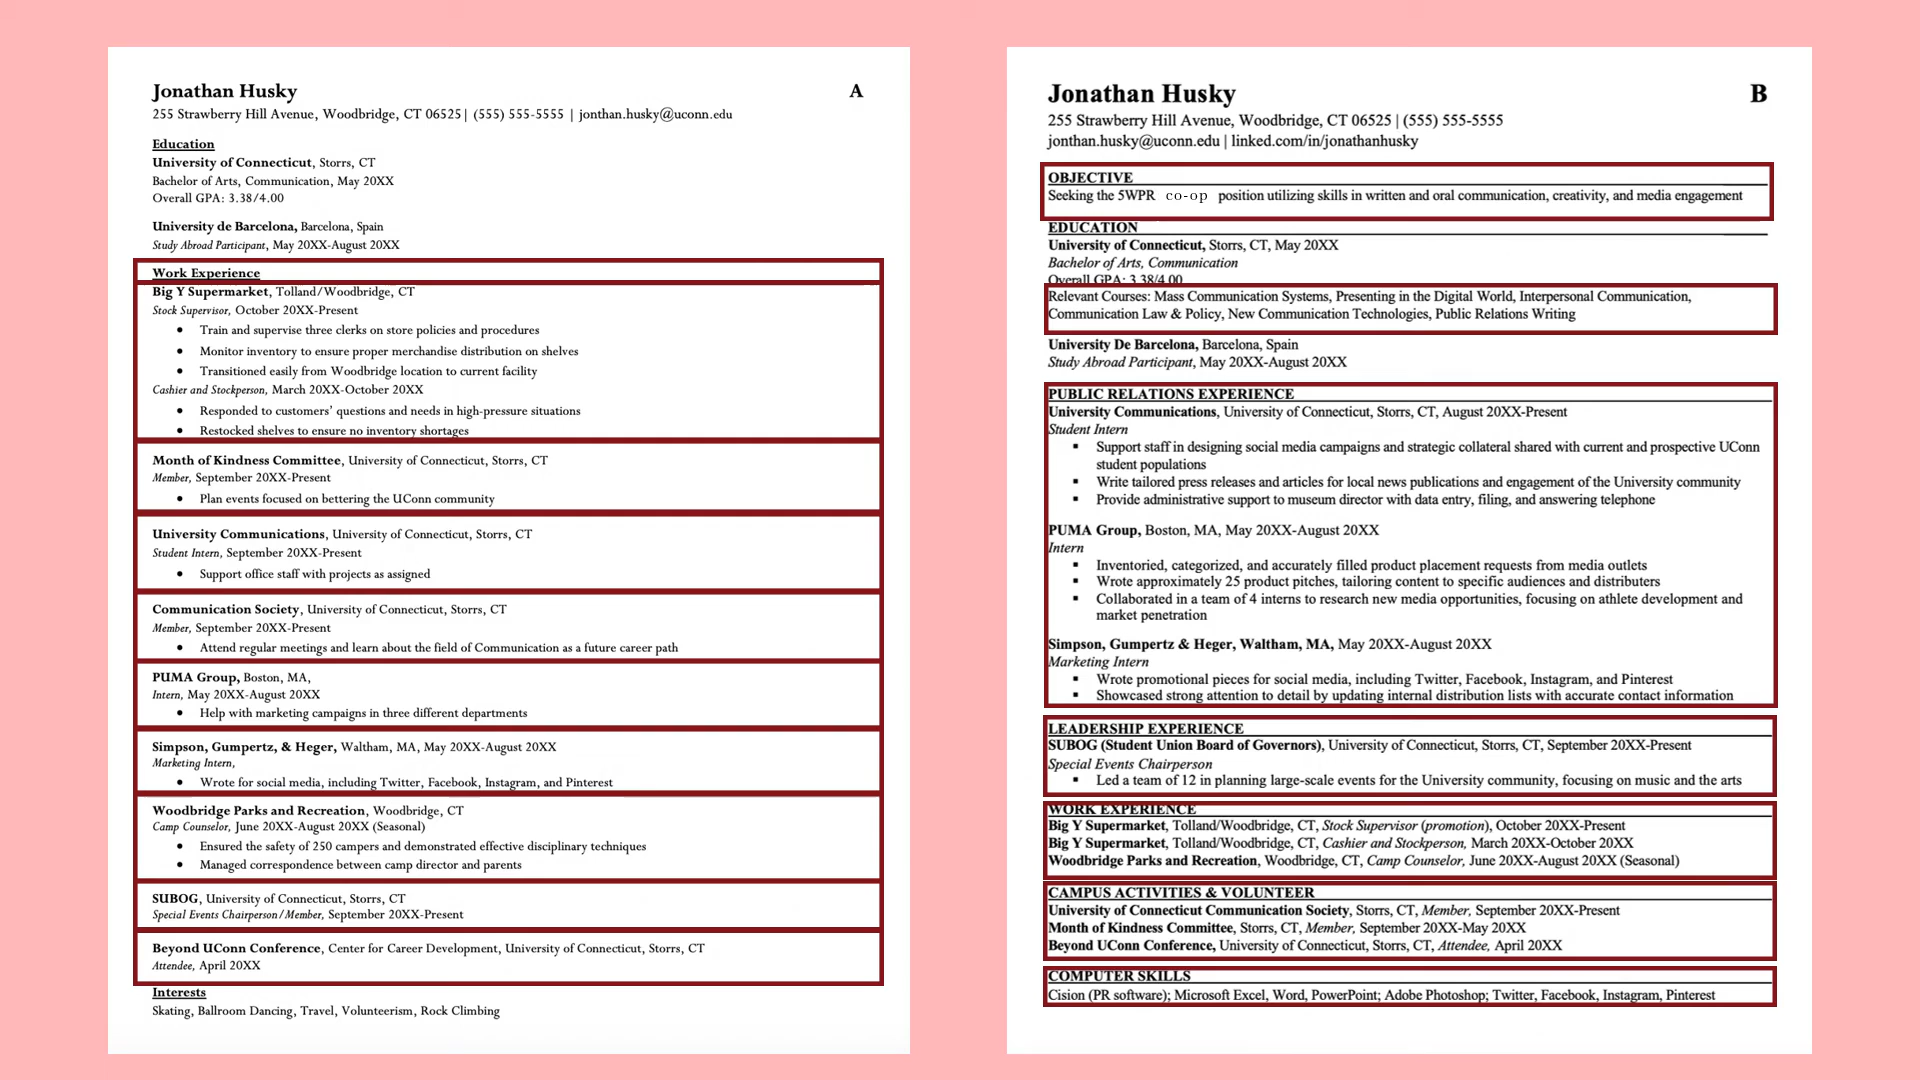 Jonathan Husky
A
255 Strawberry Hill Avenue, Woodbridge, CT 06525| (555) 555-5555 | jonthan.husky@uconn.edu
Education
University of Connecticut, Storrs, CT
Bachelor of Arts, Communication, May 20XX
Overall GPA: 3.38/4.00
University de Barcelona, Barcelona, Spain
Study Abroad Participant, May 20XX-August 20XX
Work Experience
Big Y Supermarket, Tolland/Woodbridge, CT
Stock Supervisor, October 20XX-Present
• Train and supervise three clerks on store policies and procedures
• Monitor inventory to ensure proper merchandise distribution on shelves
• Transitioned easily from Woodbridge location to current facility
Cashier and Stockperson, March 20XX-October 20XX
• Responded to customers’ questions and needs in high-pressure situations
• Restocked shelves to ensure no inventory shortages
Month of Kindness Committee, University of Connecticut, Storrs, CT
Member, September 20XX-Present
• Plan events focused on bettering the UConn community
University Communications, University of Connecticut, Storrs, CT
Student Intern, September 20XX-Present
• Support office staff with projects as assigned
Communication Society, University of Connecticut, Storrs, CT
Member, September 20XX-Present
• Attend regular meetings and learn about the field of Communication as a future career path
PUMA Group, Boston, MA,
Intern, May 20XX-August 20XX
• Help with marketing campaigns in three different departments
Simpson, Gumpertz, & Heger, Waltham, MA, May 20XX-August 20XX
Marketing Intern,
• Wrote for social media, including Twitter, Facebook, Instagram, and Pinterest
Woodbridge Parks and Recreation, Woodbridge, CT
Camp Counselor, June 20XX-August 20XX (Seasonal)
• Ensured the safety of 250 campers and demonstrated effective disciplinary techniques
• Managed correspondence between camp director and parents
SUBOG, University of Connecticut, Storrs, CT
Special Events Chairperson/Member, September 20XX-Present
Beyond UConn Conference, Center for Career Development, University of Connecticut, Storrs, CT
Attendee, April 20XX
Interests
Skating, Ballroom Dancing, Travel, Volunteerism, Rock Climbing
Jonathan Husky
B
255 Strawberry Hill Avenue, Woodbridge, CT 06525 | (555) 555-5555
jonthan.husky@uconn.edu | linked.com/in/jonathanhusky
OBJECTIVE
Seeking the 5WPR co-op position utilizing skills in written and oral communication, creativity, and media engagement
EDUCATION
University of Connecticut, Storrs, CT, May 20XX
Bachelor of Arts, Communication
Overall GPA: 3.38/4.00
Relevant Courses: Mass Communication Systems, Presenting in the Digital World, Interpersonal Communication,
Communication Law & Policy, New Communication Technologies, Public Relations Writing
University De Barcelona, Barcelona, Spain
Study Abroad Participant, May 20XX-August 20XX
PUBLIC RELATIONS EXPERIENCE
University Communications, University of Connecticut, Storrs, CT, August 20XX-Present
Student Intern
▪ Support staff in designing social media campaigns and strategic collateral shared with current and prospective UConn
student populations
▪ Write tailored press releases and articles for local news publications and engagement of the University community
▪ Provide administrative support to museum director with data entry, filing, and answering telephone
PUMA Group, Boston, MA, May 20XX-August 20XX
Intern
▪ Inventoried, categorized, and accurately filled product placement requests from media outlets
▪ Wrote approximately 25 product pitches, tailoring content to specific audiences and distributers
▪ Collaborated in a team of 4 interns to research new media opportunities, focusing on athlete development and
market penetration
Simpson, Gumpertz & Heger, Waltham, MA, May 20XX-August 20XX
Marketing Intern
▪ Wrote promotional pieces for social media, including Twitter, Facebook, Instagram, and Pinterest
▪ Showcased strong attention to detail by updating internal distribution lists with accurate contact information
LEADERSHIP EXPERIENCE
SUBOG (Student Union Board of Governors), University of Connecticut, Storrs, CT, September 20XX-Present
Special Events Chairperson
▪ Led a team of 12 in planning large-scale events for the University community, focusing on music and the arts
WORK EXPERIENCE
Big Y Supermarket, Tolland/Woodbridge, CT, Stock Supervisor (promotion), October 20XX-Present
Big Y Supermarket, Tolland/Woodbridge, CT, Cashier and Stockperson, March 20XX-October 20XX
Woodbridge Parks and Recreation, Woodbridge, CT, Camp Counselor, June 20XX-August 20XX (Seasonal)
CAMPUS ACTIVITIES & VOLUNTEER
University of Connecticut Communication Society, Storrs, CT, Member, September 20XX-Present
Month of Kindness Committee, Storrs, CT, Member, September 20XX-May 20XX
Beyond UConn Conference, University of Connecticut, Storrs, CT, Attendee, April 20XX
COMPUTER SKILLS
Cision (PR software); Microsoft Excel, Word, PowerPoint; Adobe Photoshop; Twitter, Facebook, Instagram, Pinterest